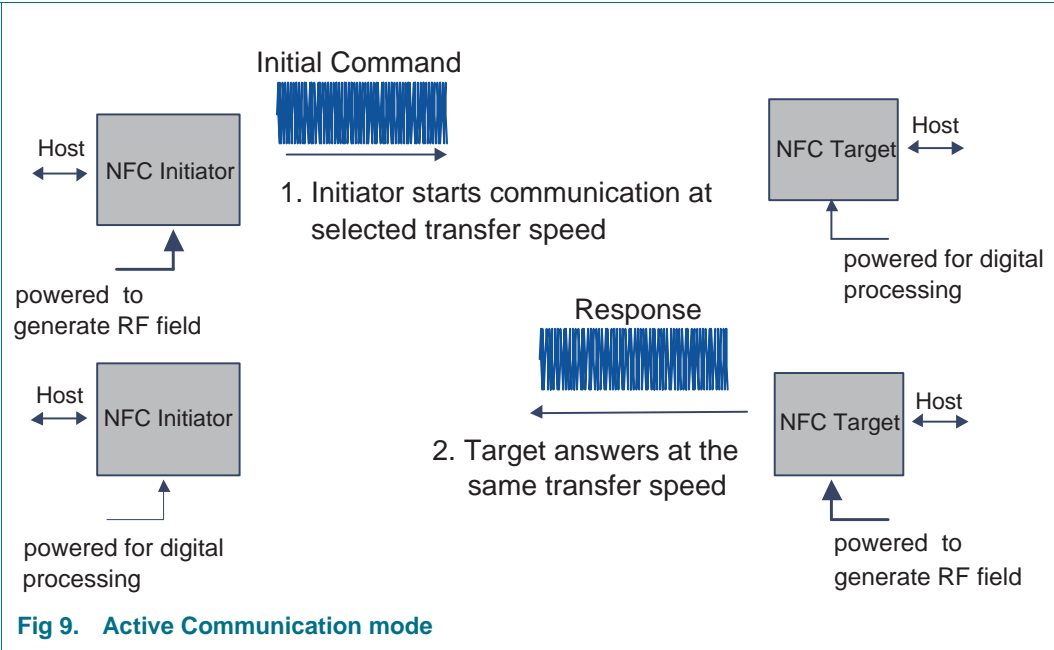 Initial Command
Host
NFC Initiator
1. Initiator starts communication at
selected transfer speed
NFC Target
Host
powered to
generate RF field
powered for digital
processing
Response
Host
NFC Initiator
2. Target answers at the
same transfer speed
NFC Target
Host
powered for digital
processing
powered to
generate RF field
Fig 9. Active Communication mode